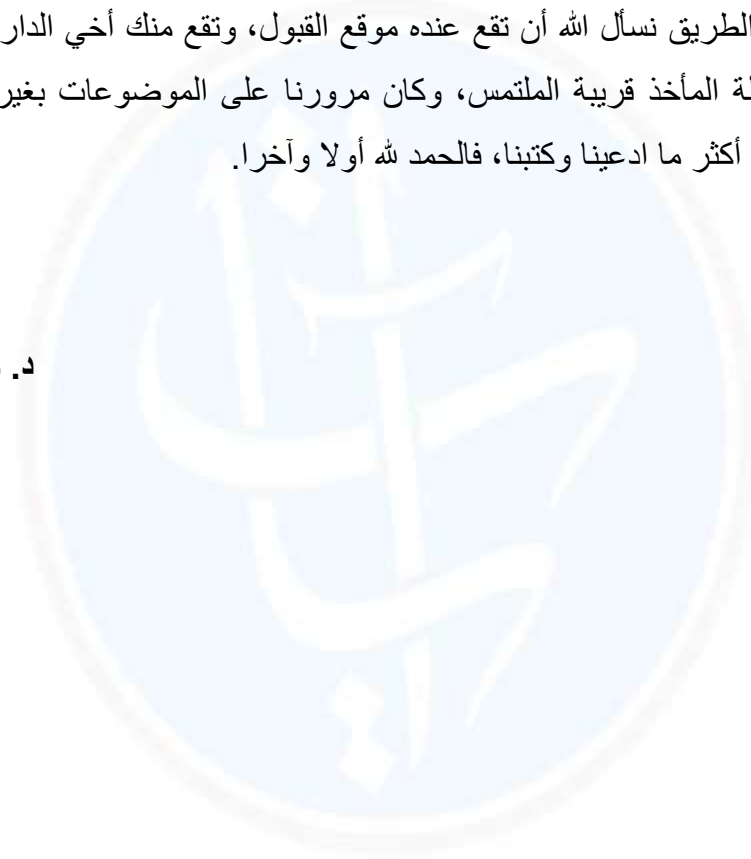 الطريق نسأل الله أن تقع عنده موقع القبول، وتقع منك أخي الدار
المأخذ قريبة الملتمس، وكان مرورنا على الموضوعات بغير
أكثر ما ادعينا وكتبنا، فالحمد لله أولا وآخرا.
د.